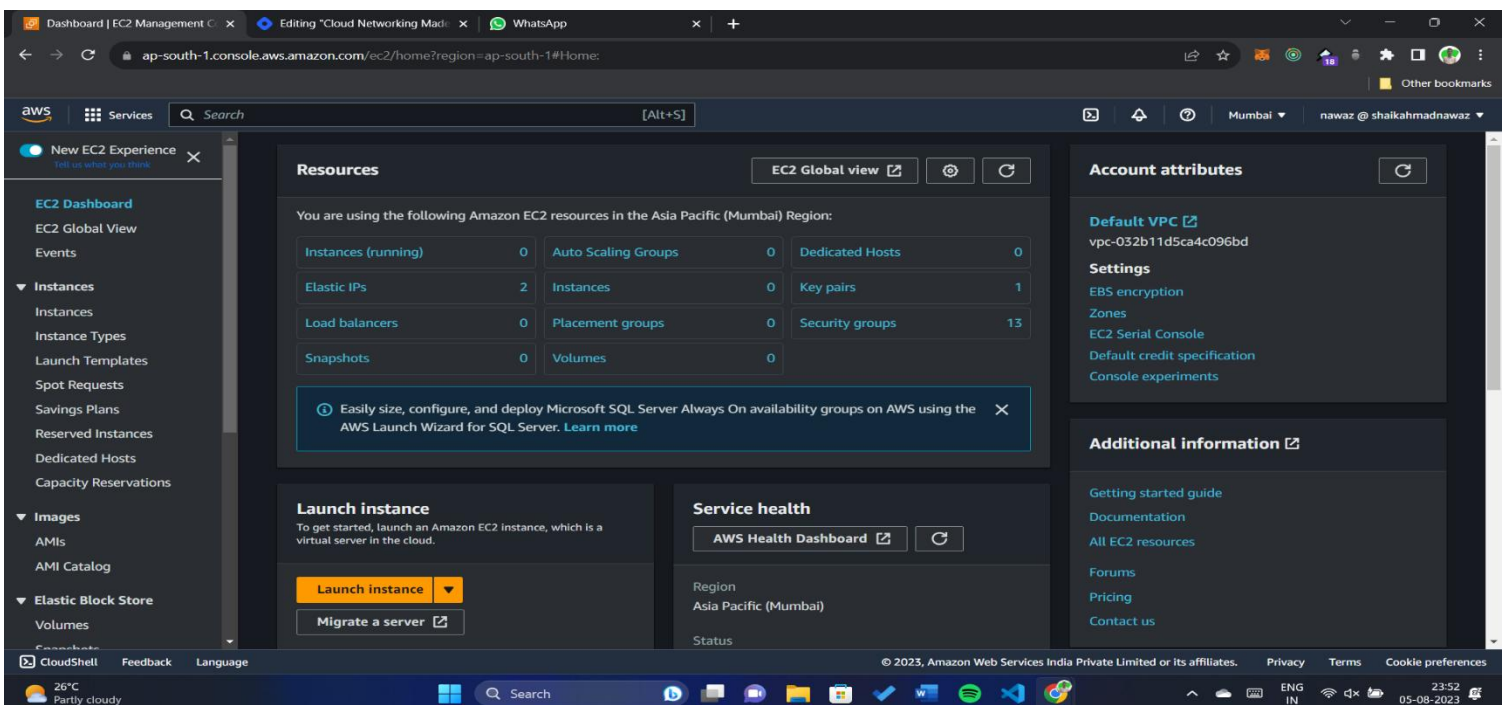 Dashboard | EC2 Management C
Editing "Cloud Networking Made
WhatsApp
ap-south-1.console.aws.amazon.com/ec2/home?region=ap-south-1#Home:
18
Other bookmarks
aws
Services
Search
[Alt+S]
Mumbai
nawaz @ shaikahmadnawaz
New EC2 Experience
Tell us what you think
EC2 Dashboard
EC2 Global View
Events
Instances
Instances
Instance Types
Launch Templates
Spot Requests
Savings Plans
Reserved Instances
Dedicated Hosts
Capacity Reservations
Images
AMIs
AMI Catalog
Elastic Block Store
Volumes
Snapshots
Resources
EC2 Global view
You are using the following Amazon EC2 resources in the Asia Pacific (Mumbai) Region:
Instances (running) 0 Auto Scaling Groups 0 Dedicated Hosts 0
Elastic IPs 2 Instances 0 Key pairs 1
Load balancers 0 Placement groups 0 Security groups 13
Snapshots 0 Volumes 0
Easily size, configure, and deploy Microsoft SQL Server Always On availability groups on AWS using the
AWS Launch Wizard for SQL Server. Learn more
Launch instance
To get started, launch an Amazon EC2 instance, which is a
virtual server in the cloud.
Launch instance
Migrate a server
Service health
AWS Health Dashboard
Region
Asia Pacific (Mumbai)
Status
Account attributes
Default VPC
vpc-032b11d5ca4c096bd
Settings
EBS encryption
Zones
EC2 Serial Console
Default credit specification
Console experiments
Additional information
Getting started guide
Documentation
All EC2 resources
Forums
Pricing
Contact us
CloudShell Feedback Language
© 2023, Amazon Web Services India Private Limited or its affiliates. Privacy Terms Cookie preferences
26°C
Partly cloudy
Search
ENG
IN
23:52
05-08-2023